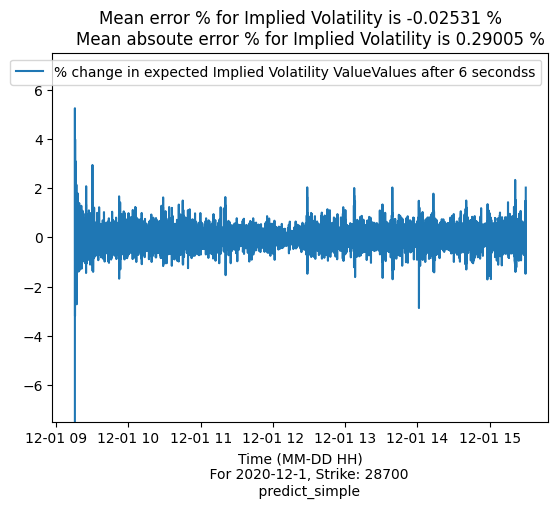 Mean error % for Implied Volatility is -0.02531 %
Mean absoute error % for Implied Volatility is 0.29005 %
% change in expected Implied Volatility ValueValues after 6 secondss
6
4
2
0
−2
−4
−6
12-01 09 12-01 10 12-01 11 12-01 12 12-01 13 12-01 14 12-01 15
Time (MM-DD HH)
For 2020-12-1, Strike: 28700
predict_simple